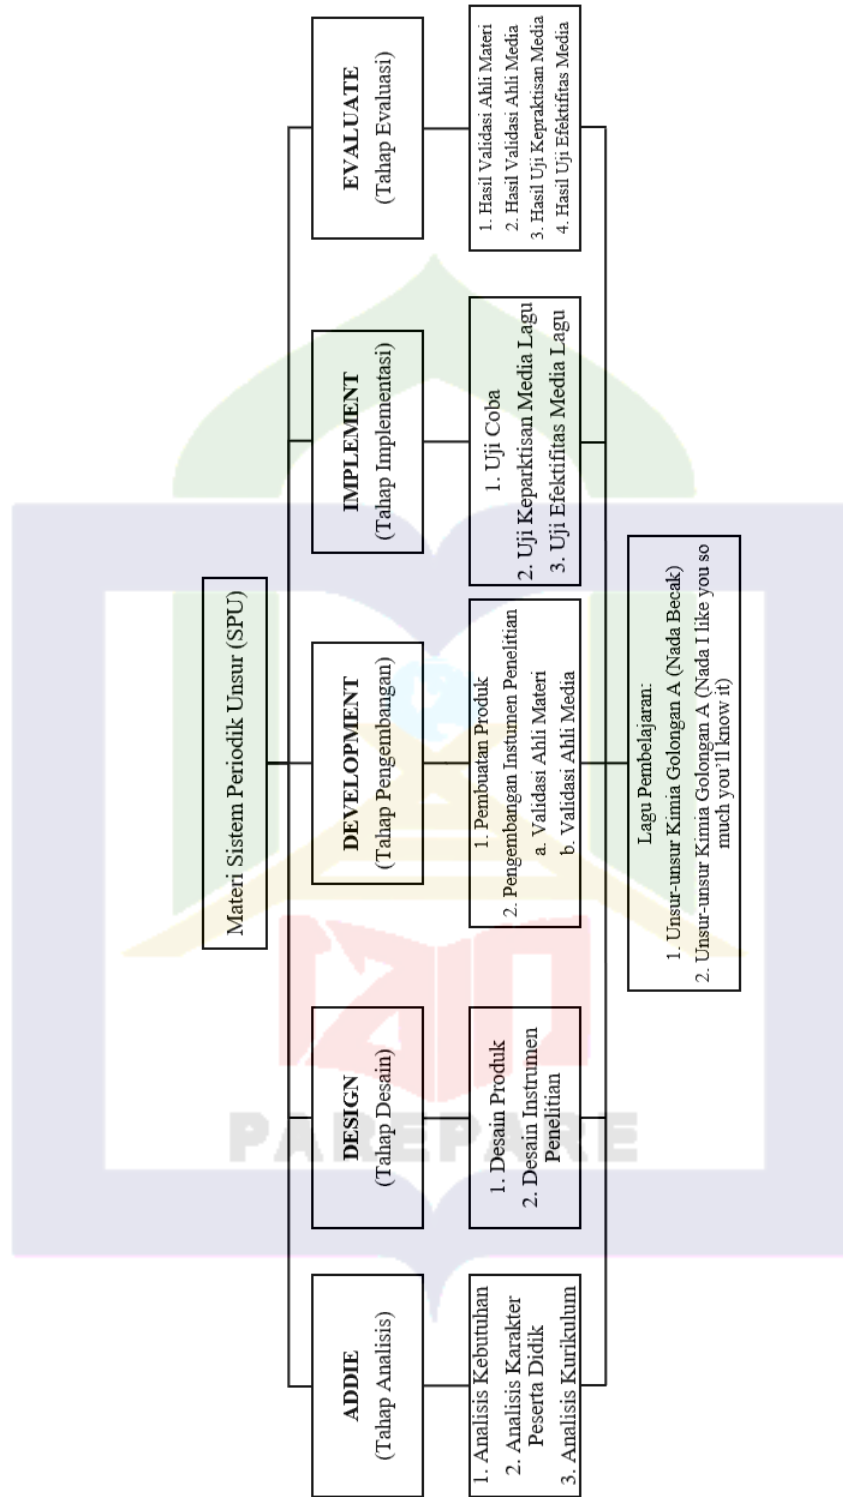 Materi Sistem Periodik Unsur (SPU)
ADDIE
(Tahap Analisis)
DESIGN
(Tahap Desain)
DEVELOPMENT
(Tahap Pengembangan)
IMPLEMENT
(Tahap Implementasi)
EVALUATE
(Tahap Evaluasi)
1. Analisis Kebutuhan
2. Analisis Karakter
Peserta Didik
3. Analisis Kurikulum
1. Desain Produk
2. Desain Instrumen
Penelitian
1. Pembuatan Produk
2. Pengembangan Instumen Penelitian
a. Validasi Ahli Materi
b. Validasi Ahli Media
1. Uji Coba
2. Uji Keparktisan Media Lagu
3. Uji Efektifitas Media Lagu
1. Hasil Validasi Ahli Materi
2. Hasil Validasi Ahli Media
3. Hasil Uji Kepraktisan Media
4. Hasil Uji Efektifitas Media
Lagu Pembelajaran:
1. Unsur-unsur Kimia Golongan A (Nada Becak)
2. Unsur-unsur Kimia Golongan A (Nada I like you so
much you'll know it)
PAREPARE